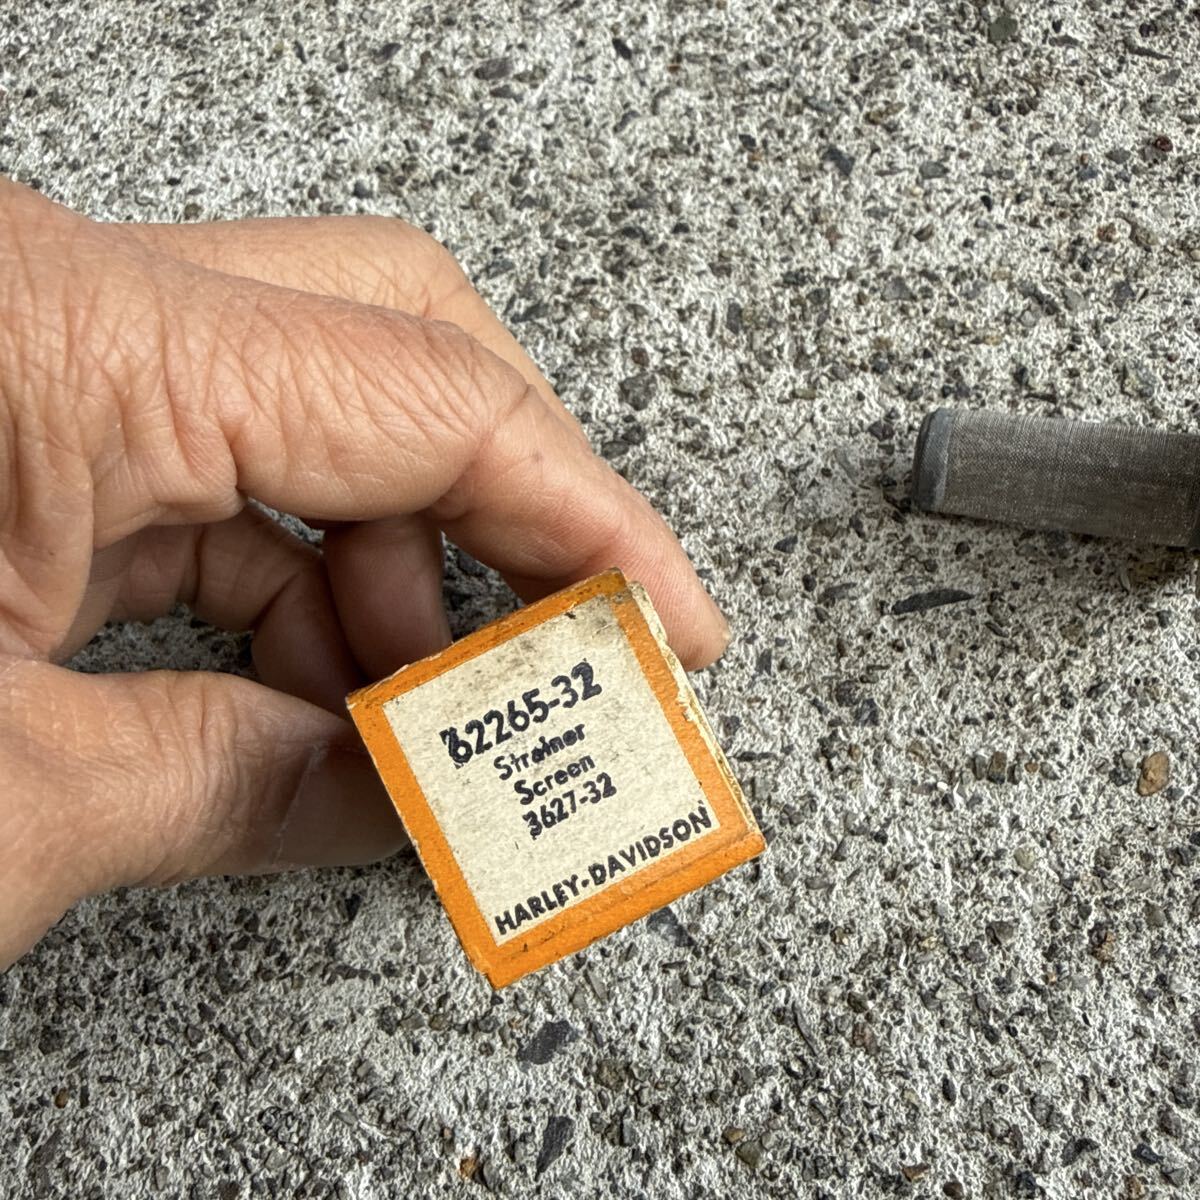 62265-32
Strainer
Screen
3627-32
HARLEY-DAVIDSON